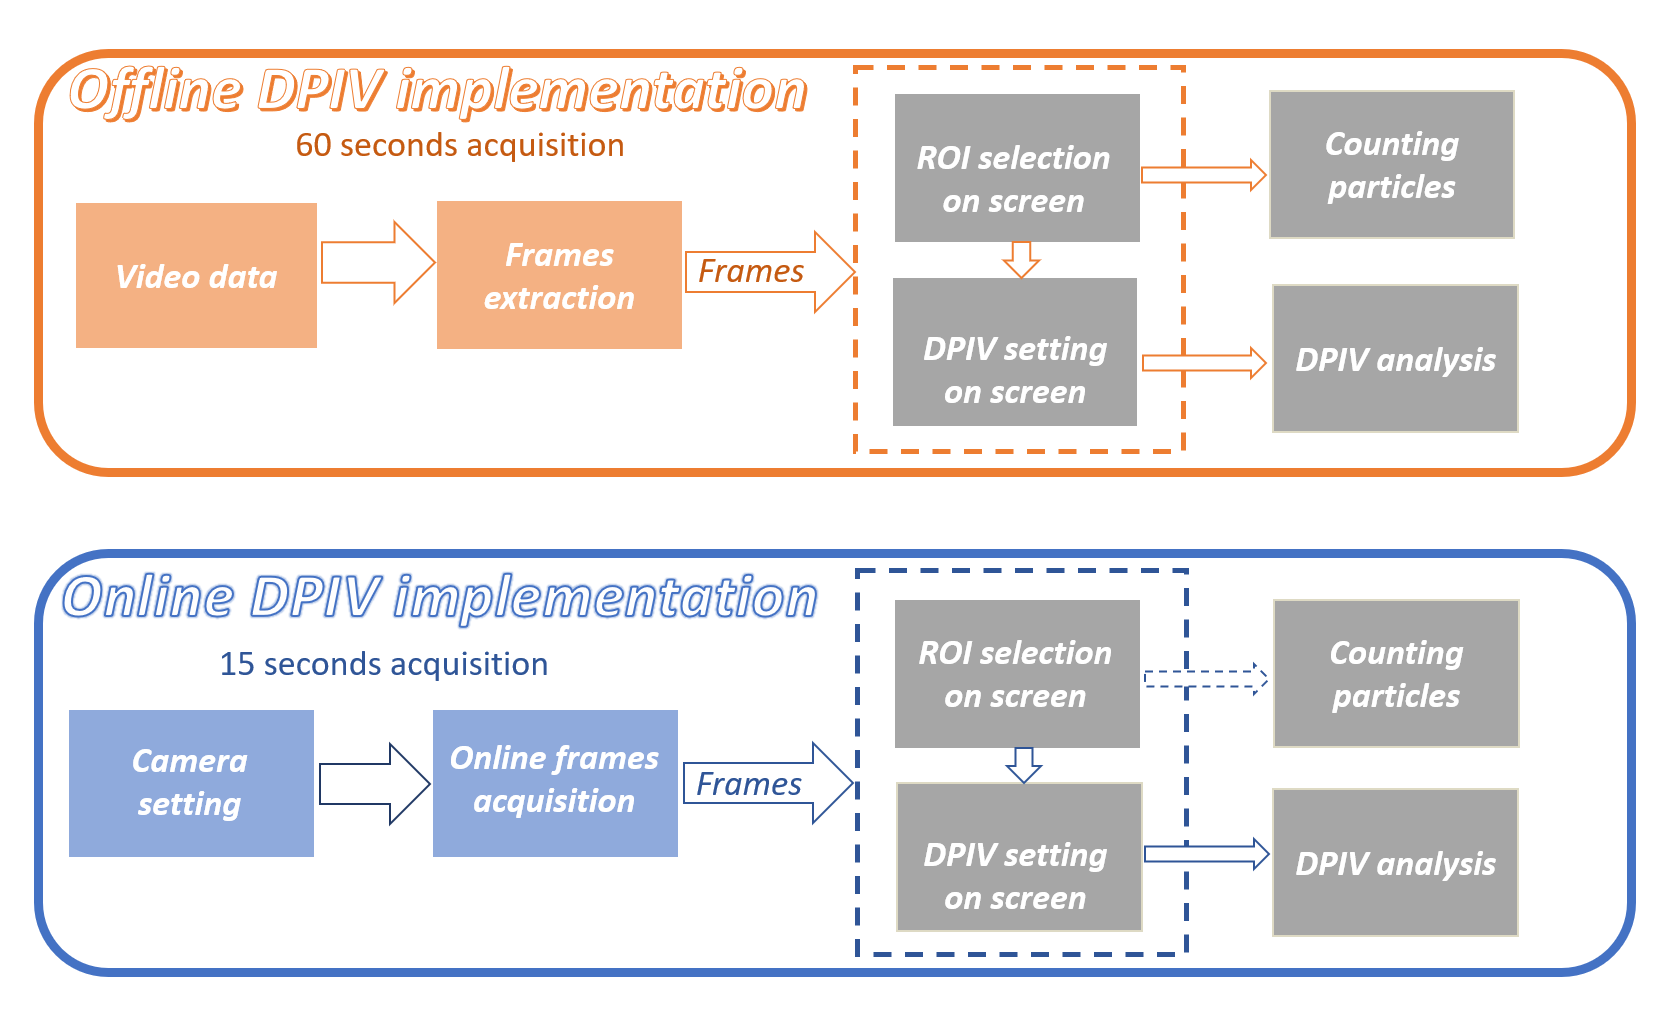 Offline DPIV implementation
60 seconds acquisition
Video data
Frames
extraction
Frames
ROI selection
on screen
DPIV setting
on screen
Counting
particles
DPIV analysis
Online DPIV implementation
15 seconds acquisition
Camera
setting
Online frames
acquisition
Frames
ROI selection
on screen
DPIV setting
on screen
Counting
particles
DPIV analysis